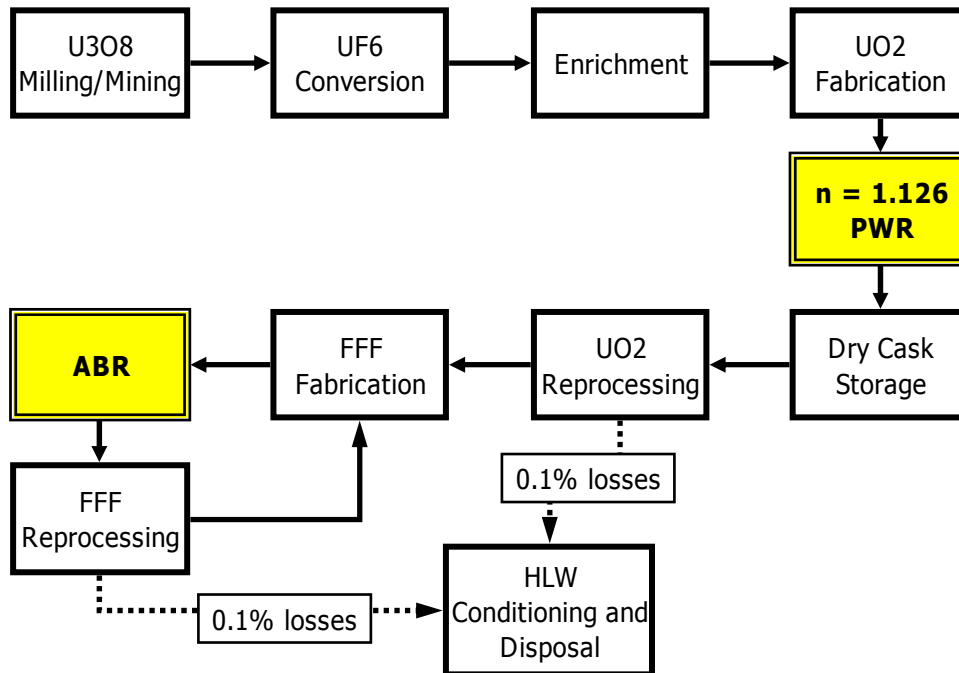 U3O8
Milling/Mining
UF6
Conversion
Enrichment
UO2
Fabrication
n = 1.126
PWR
ABR
FFF
Fabrication
UO2
Reprocessing
Dry Cask
Storage
FFF
Reprocessing
0.1% losses
HLW
Conditioning and
Disposal
0.1% losses